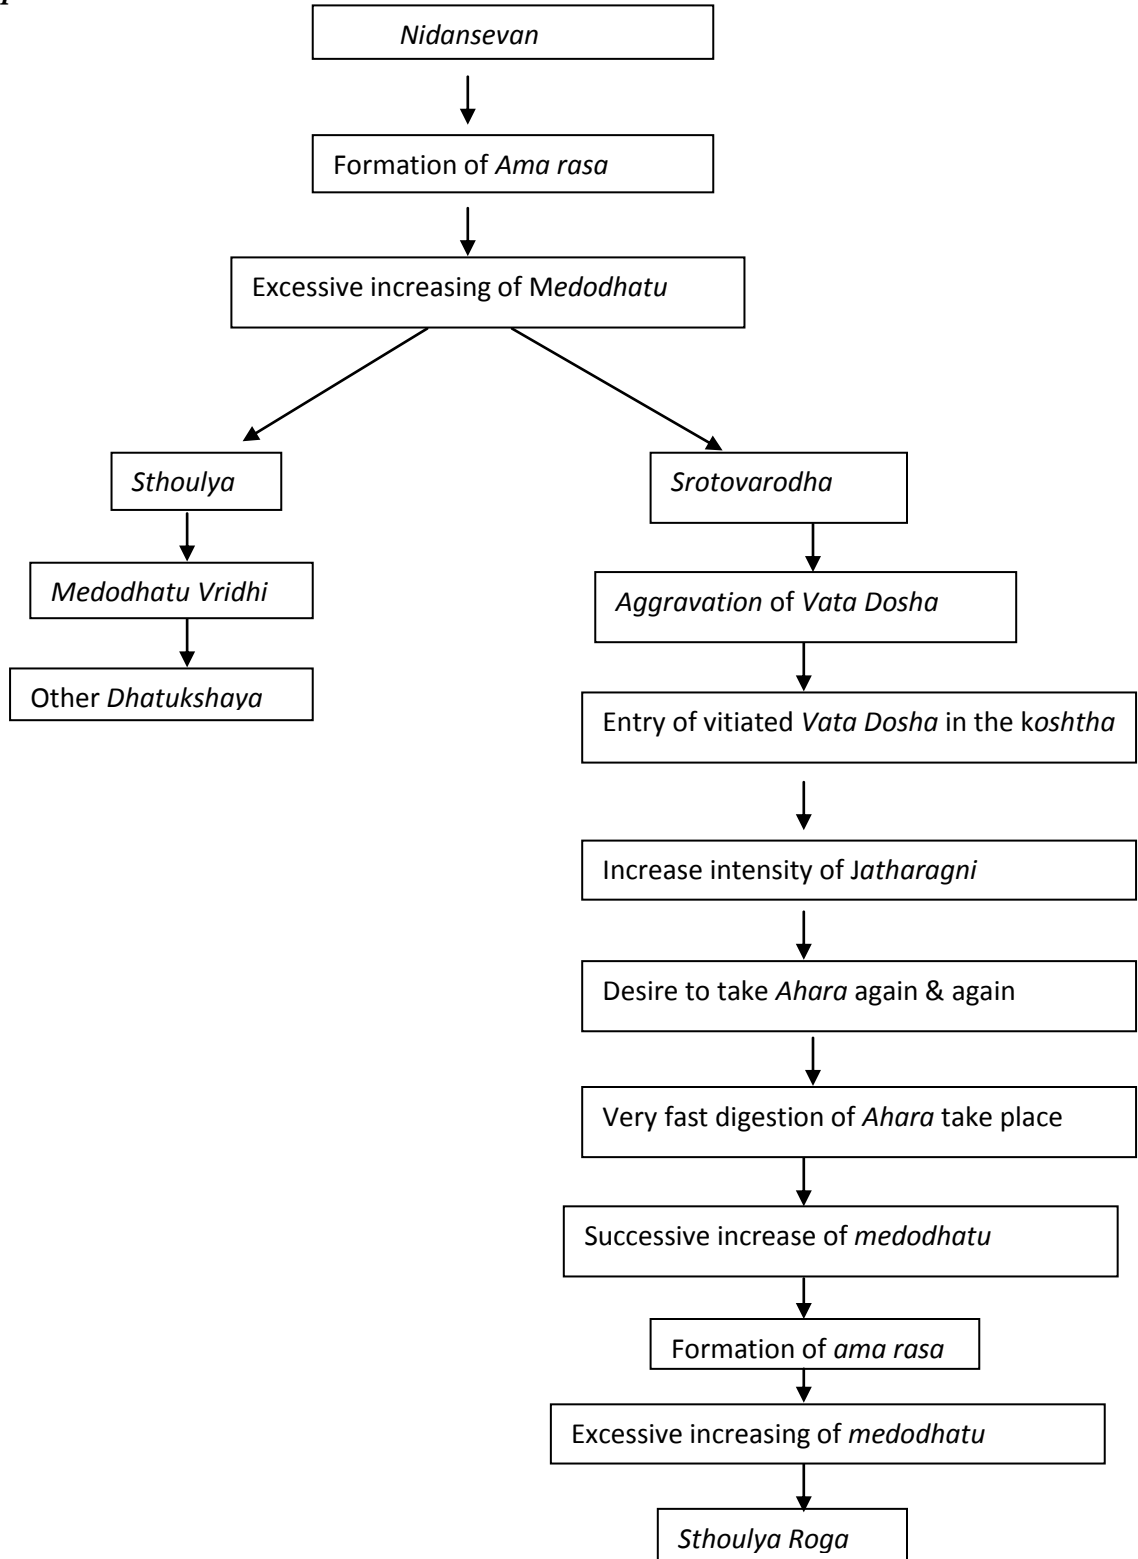 Nidansevan
Formation of Ama rasa
Excessive increasing of Medodhatu
Sthoulya
Srotovarodha
Medodhatu Vridhi
Aggravation of Vata Dosha
Other Dhatukshaya
Entry of vitiated Vata Dosha in the koshtha
Increase intensity of Jatharagni
Desire to take Ahara again & again
Very fast digestion of Ahara take place
Successive increase of medodhatu
Formation of ama rasa
Excessive increasing of medodhatu
Sthoulya Roga